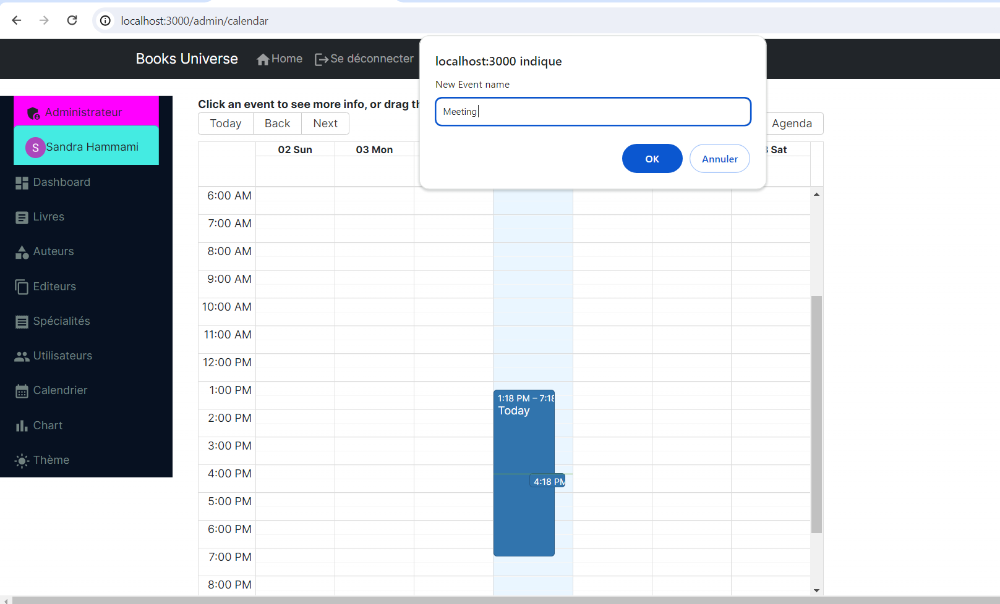 localhost:3000/admin/calendar
Books Universe Home Se déconnecter
localhost:3000 indique
New Event name
Meeting
OK Annuler
Administrateur
S Sandra Hammami
Dashboard
Livres
Auteurs
Editeurs
Spécialités
Utilisateurs
Calendrier
Chart
Thème
Click an event to see more info, or drag
Today Back Next Agenda
02 Sun 03 Mon Sat
6:00 AM
7:00 AM
8:00 AM
9:00 AM
10:00 AM
11:00 AM
12:00 PM
1:00 PM
2:00 PM
3:00 PM
4:00 PM
5:00 PM
6:00 PM
7:00 PM
8:00 PM
1:18 PM – 7:18
Today
4:18 PM